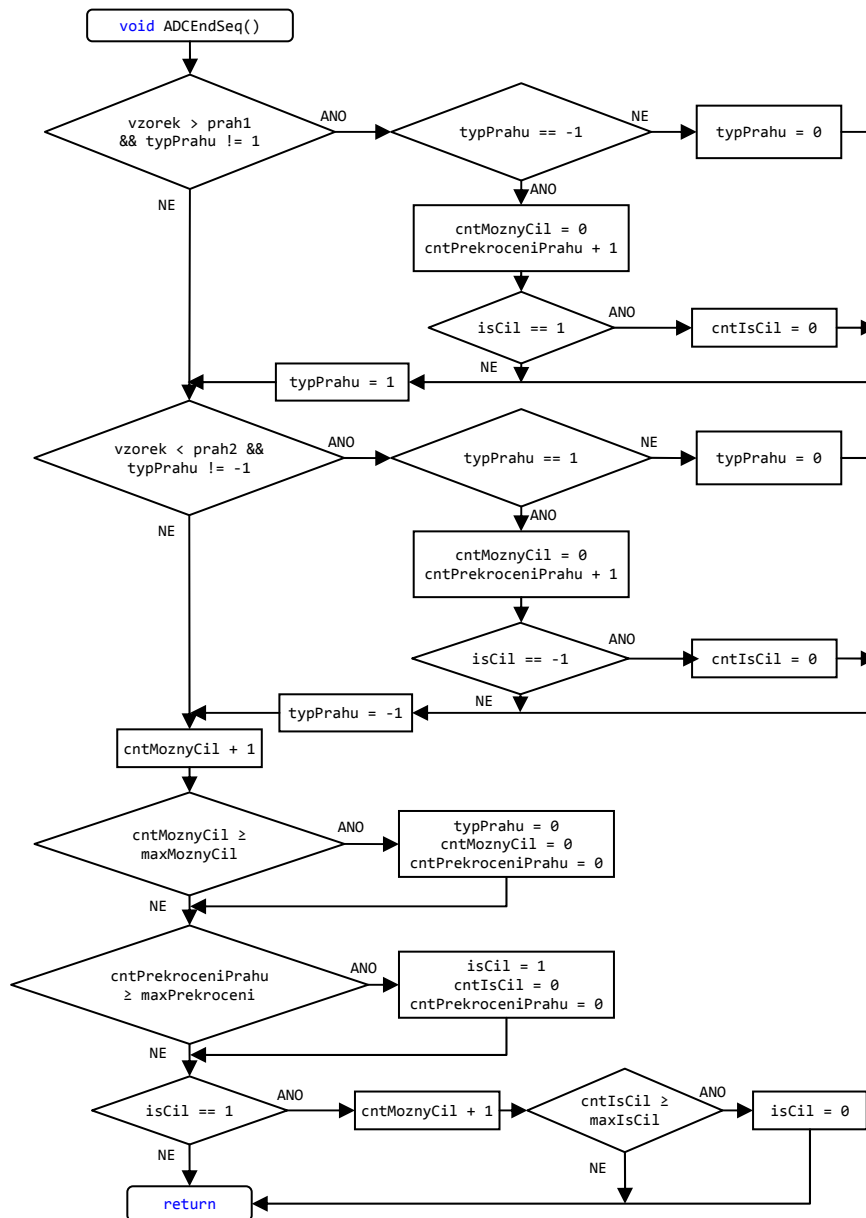 void ADCEndSeq()
vzorek > prah1
&& typPrahu != 1
ANO
typPrahu == -1
NE
typPrahu = 0
NE
ANO
cntMoznyCil = 0
cntPrekroceniPrahu + 1
isCil == 1
ANO
cntIsCil = 0
NE
typPrahu = 1
vzorek < prah2 &&
typPrahu != -1
ANO
typPrahu == 1
NE
typPrahu = 0
NE
ANO
cntMoznyCil = 0
cntPrekroceniPrahu + 1
isCil == -1
ANO
cntIsCil = 0
NE
typPrahu = -1
cntMoznyCil + 1
cntMoznyCil ≥
maxMoznyCil
ANO
typPrahu = 0
cntMoznyCil = 0
cntPrekroceniPrahu = 0
NE
cntPrekroceniPrahu
≥ maxPrekroceni
ANO
isCil = 1
cntIsCil = 0
cntPrekroceniPrahu = 0
NE
isCil == 1
ANO
cntMoznyCil + 1
cntIsCil ≥
maxIsCil
ANO
isCil = 0
NE
NE
return